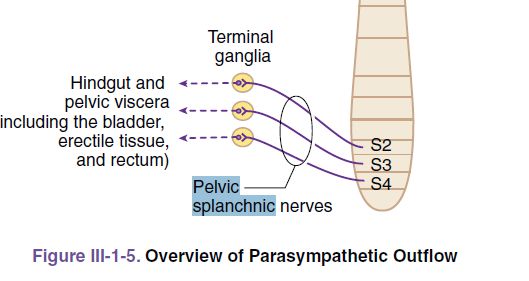 Terminal
ganglia
Hindgut and
pelvic viscera
including the bladder,
erectile tissue,
and rectum)
S2
S3
S4
Pelvic
splanchnic nerves
Figure III-1-5. Overview of Parasympathetic Outflow